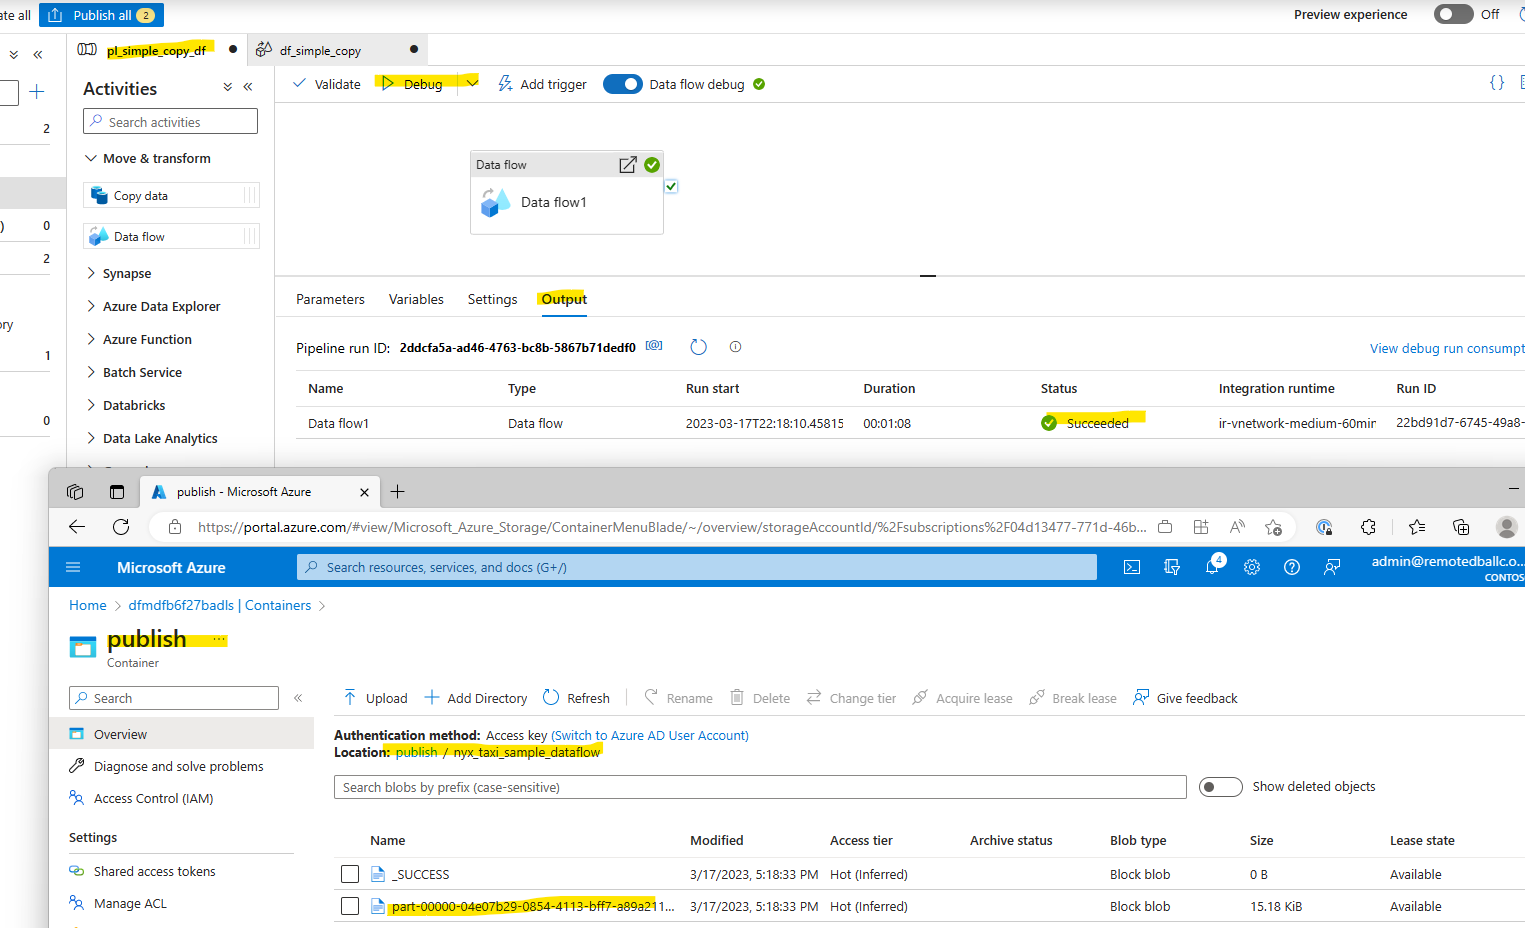 ate all Publish all 2 Preview experience Off
pl_simple_copy_df df_simple_copy
Activities Validate Debug Add trigger Data flow debug {}
Search activities
2
Move & transform Data flow
Copy data Data flow1
) 0
Data flow
2
Synapse
Azure Data Explorer Parameters Variables Settings Output
ory
Azure Function Pipeline run ID: 2ddcfa5a-ad46-4763-bc8b-5867b71dedf0 [@] View debug run consumpt
1
Batch Service Name Type Run start Duration Status Integration runtime Run ID
Databricks
0 Data flow1 Data flow 2023-03-17T22:18:10.45815 00:01:08 Succeeded ir-vnetwork-medium-60min 22bd91d7-6745-49a8-
Data Lake Analytics
publish - Microsoft Azure
https://portal.azure.com/#view/Microsoft_Azure_Storage/ContainerMenuBlade/~/overview/storageAccountId/%2Fsubscriptions%2F04d13477-771d-46b...
Microsoft Azure Search resources, services, and docs (G+/) 4 admin@remotedballc.o...
CONTOS
Home > dfmdfb6f27badls | Containers >
publish ...
Container
Search Upload Add Directory Refresh Rename Delete Change tier Acquire lease Break lease Give feedback
Overview Authentication method: Access key (Switch to Azure AD User Account)
Location: publish / nyx_taxi_sample_dataflow
Diagnose and solve problems
Search blobs by prefix (case-sensitive) Show deleted objects
Access Control (IAM)
Settings Name Modified Access tier Archive status Blob type Size Lease state
Shared access tokens _SUCCESS 3/17/2023, 5:18:33 PM Hot (Inferred) Block blob 0 B Available
Manage ACL part-00000-04e07b29-0854-4113-bff7-a89a211... 3/17/2023, 5:18:33 PM Hot (Inferred) Block blob 15.18 KiB Available